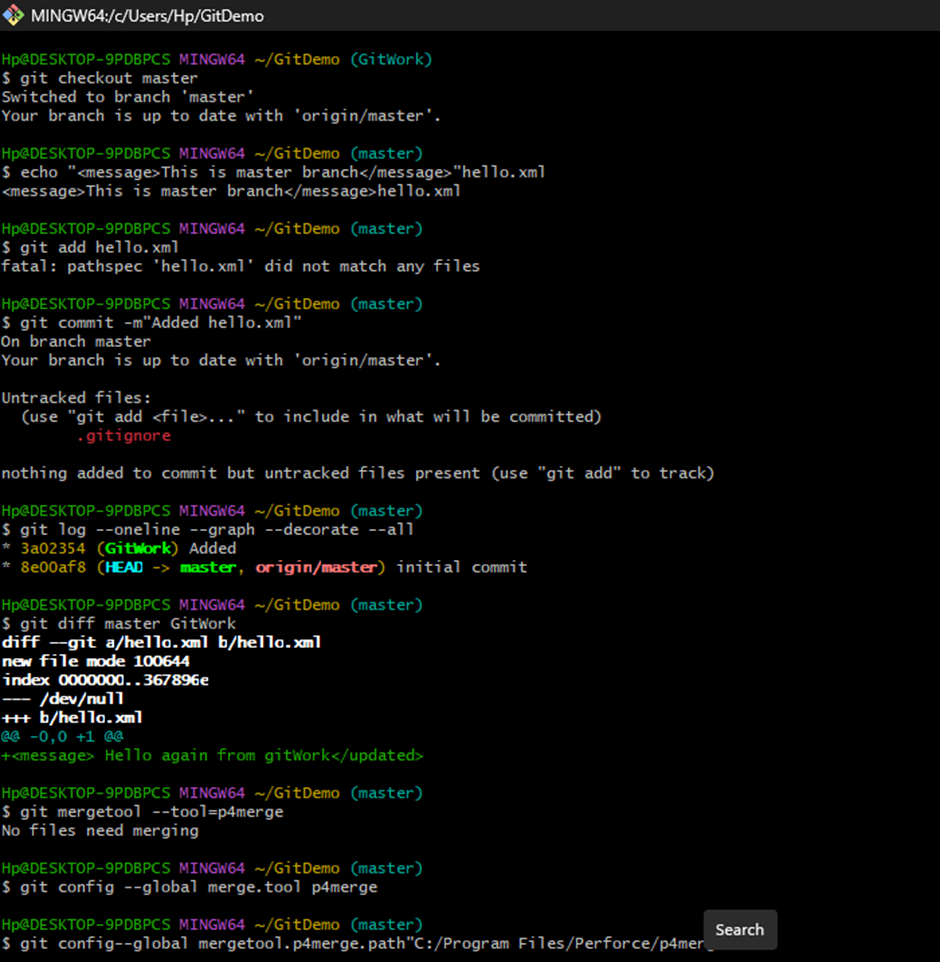 MINGW64:/c/Users/Hp/GitDemo
Hp@DESKTOP-9PDBPCS MINGW64 ~/GitDemo (GitWork)
$ git checkout master
Switched to branch 'master'
Your branch is up to date with 'origin/master'.
Hp@DESKTOP-9PDBPCS MINGW64 ~/GitDemo (master)
$ echo "<message>This is master branch</message>"hello.xml
<message>This is master branch</message>hello.xml
Hp@DESKTOP-9PDBPCS MINGW64 ~/GitDemo (master)
$ git add hello.xml
fatal: pathspec 'hello.xml' did not match any files
Hp@DESKTOP-9PDBPCS MINGW64 ~/GitDemo (master)
$ git commit -m"Added hello.xml"
On branch master
Your branch is up to date with 'origin/master'.
Untracked files:
  (use "git add <file>..." to include in what will be committed)
        .gitignore
nothing added to commit but untracked files present (use "git add" to track)
Hp@DESKTOP-9PDBPCS MINGW64 ~/GitDemo (master)
$ git log --oneline --graph --decorate --all
* 3a02354 (GitWork) Added
* 8e00af8 (HEAD -> master, origin/master) initial commit
Hp@DESKTOP-9PDBPCS MINGW64 ~/GitDemo (master)
$ git diff master GitWork
diff --git a/hello.xml b/hello.xml
new file mode 100644
index 0000000..367896e
--- /dev/null
+++ b/hello.xml
@@ -0,0 +1 @@
+<message> Hello again from gitWork</updated>
Hp@DESKTOP-9PDBPCS MINGW64 ~/GitDemo (master)
$ git mergetool --tool=p4merge
No files need merging
Hp@DESKTOP-9PDBPCS MINGW64 ~/GitDemo (master)
$ git config --global merge.tool p4merge
Hp@DESKTOP-9PDBPCS MINGW64 ~/GitDemo (master)
$ git config--global mergetool.p4merge.path"C:/Program Files/Perforce/p4merg
Search